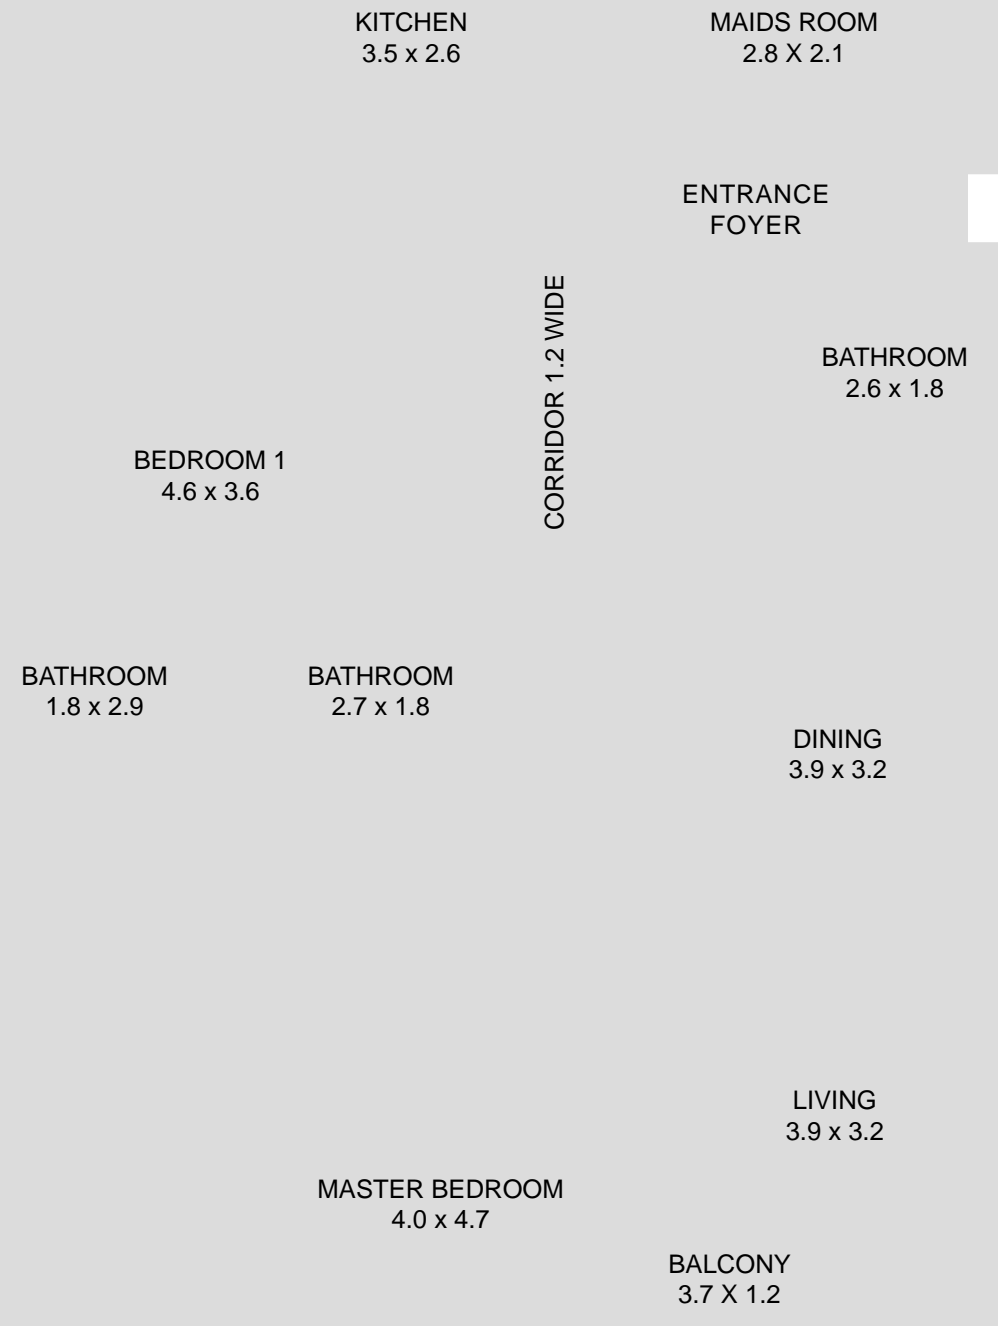 KITCHEN
3.5 x 2.6
MAIDS ROOM
2.8 X 2.1
ENTRANCE
FOYER
CORRIDOR 1.2 WIDE
BATHROOM
2.6 x 1.8
BEDROOM 1
4.6 x 3.6
BATHROOM
1.8 x 2.9
BATHROOM
2.7 x 1.8
DINING
3.9 x 3.2
LIVING
3.9 x 3.2
MASTER BEDROOM
4.0 x 4.7
BALCONY
3.7 X 1.2